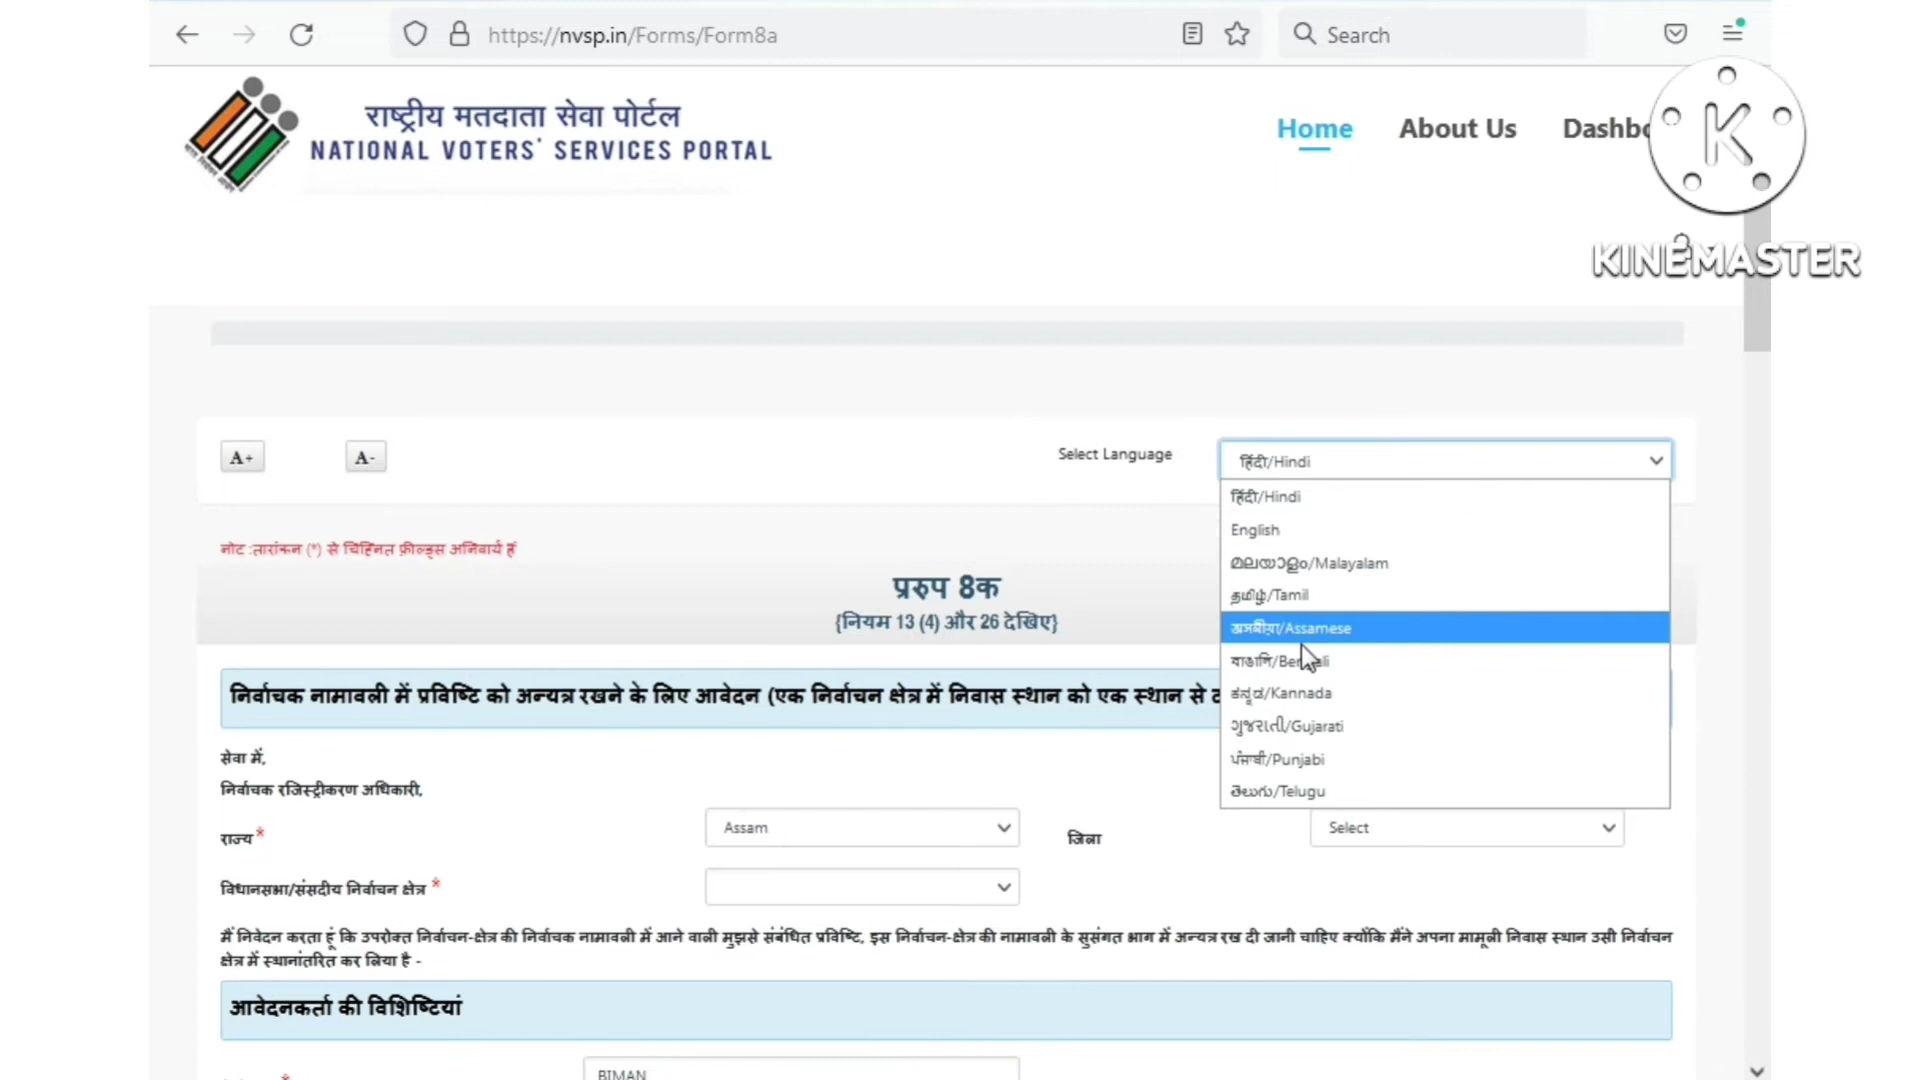 https://nvsp.in/Forms/Form8a
Search
राष्ट्रीय मतदाता सेवा पोर्टल
NATIONAL VOTERS' SERVICES PORTAL
Home
About Us
K
KINEMASTER
A+
A-
Select Language
हिंदी/Hindi
हिंदी/Hindi
English
മലയാളം/Malayalam
தமிழ்/Tamil
অসমীয়া/Assamese
ಕನ್ನಡ/Kannada
ગુજરાતી/Gujarati
ਪੰਜਾਬੀ/Punjabi
తెలుగు/Telugu
नोट :तारांकन (*) से चिह्नित फ़ील्ड्स अनिवार्य हैं
प्ररुप 8क
{नियम 13 (4) और 26 देखिए}
निर्वाचक नामावली में प्रविष्टि को अन्यत्र रखने के लिए आवेदन (एक निर्वाचन क्षेत्र में निवास स्थान को एक स्थान से
सेवा में,
निर्वाचक रजिस्ट्रीकरण अधिकारी,
राज्य *
Assam
जिला
Select
विधानसभा/संसदीय निर्वाचन क्षेत्र *
मैं निवेदन करता हूं कि उपरोक्त निर्वाचन-क्षेत्र की निर्वाचक नामावली में आने वाली मुझसे संबंधित प्रविष्टि, इस निर्वाचन-क्षेत्र की नामावली के सुसंगत भाग में अन्यत्र रख दी जानी चाहिए क्योंकि मैंने अपना मामूली निवास स्थान उसी निर्वाचन
क्षेत्र में स्थानांतरित कर लिया है -
आवेदनकर्ता की विशिष्टियां
BIMAN